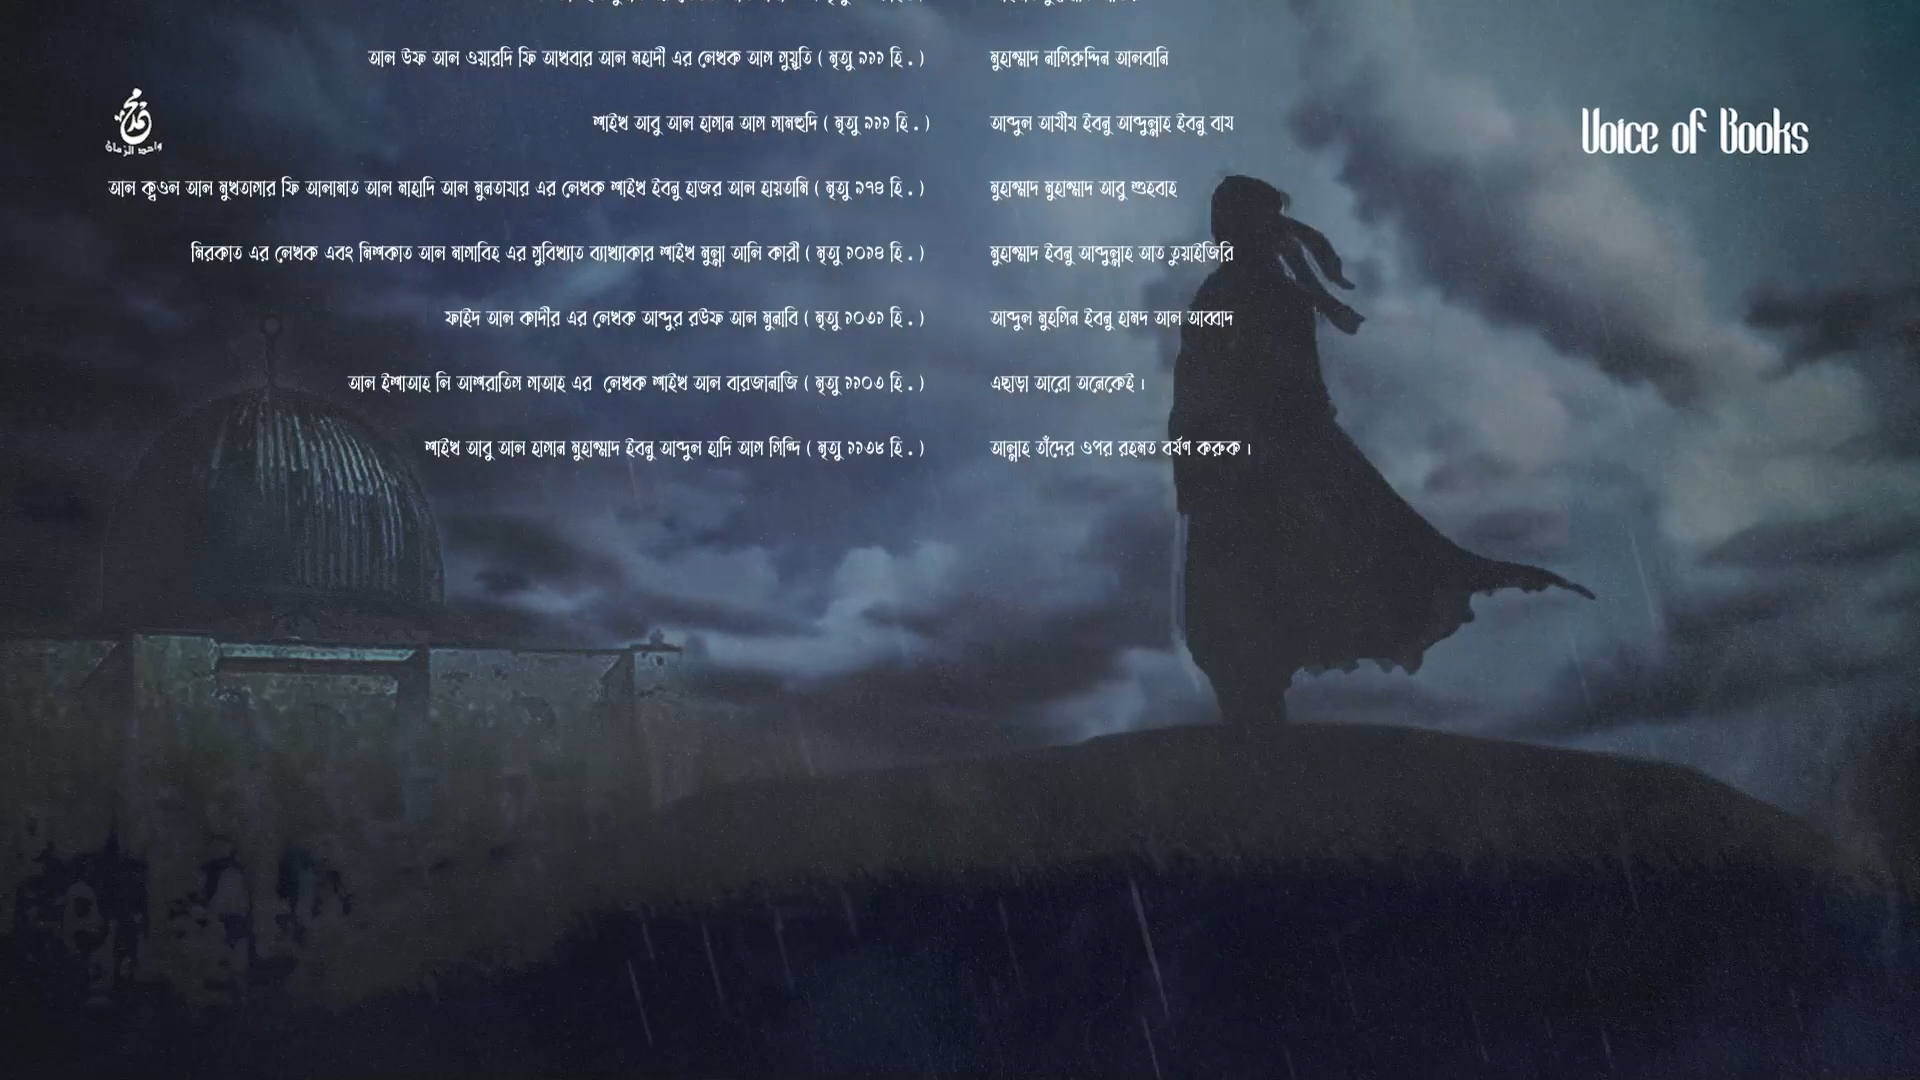 আল উফ আল ওয়ারদি ফি আখবার আল মহাদী এর লেখক আস সুয়ূতি ( মৃত্যু ৯১১ হি . )
মুহাম্মাদ নাসিরুদ্দিন আলবানি
শাইখ আবু আল হাসান আস সামহুদি ( মৃত্যু ৯১১ হি . )
আব্দুল আযীয ইবনু আব্দুল্লাহ ইবনু বায
আল ক্বওল আল মুখতাসার ফি আলামাত আল মাহাদি আল মুনতাযার এর লেখক শাইখ ইবনু হাজর আল হায়তামি ( মৃত্যু ৯৭৪ হি . )
মুহাম্মাদ মুহাম্মাদ আবু শুহবাহ
মিরকাত এর লেখক এবং মিশকাত আল মাসাবিহ এর সুবিখ্যাত ব্যাখ্যাকার শাইখ মুল্লা আলি কারী ( মৃত্যু ১০১৪ হি . )
মুহাম্মাদ ইবনু আব্দুল্লাহ আত তুয়াইজিরি
ফাইদ আল কাদীর এর লেখক আব্দুর রউফ আল মুনাবি ( মৃত্যু ১০৩১ হি . )
আব্দুল মুহসিন ইবনু হামদ আল আব্বাদ
আল ইশাআহ লি আশরাতিস সাআহ এর লেখক শাইখ আল বারজানাজি ( মৃত্যু ১১০৩ হি . )
এছাড়া আরো অনেকেই ।
শাইখ আবু আল হাসান মুহাম্মাদ ইবনু আব্দুল হাদি আস সিন্দি ( মৃত্যু ১১৩৮ হি . )
আল্লাহ তাঁদের ওপর রহমত বর্ষণ করুক ।
Voice of Books
واحد الزمان